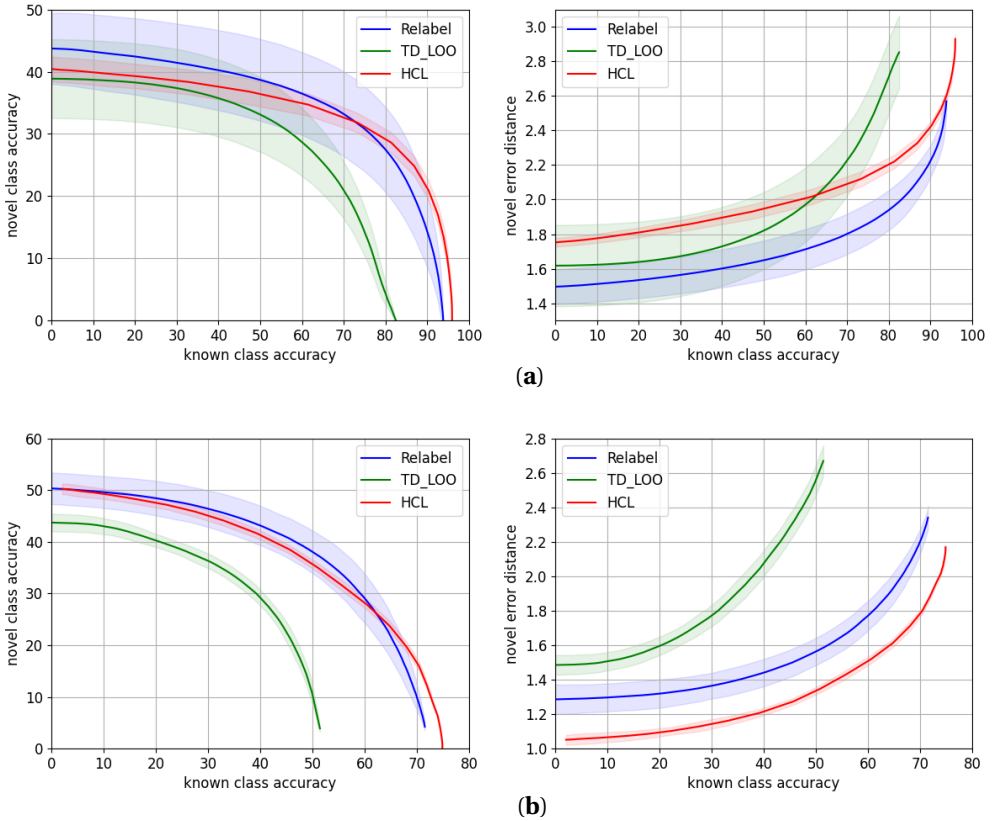 50
40
30
20
10
0
0 10 20 30 40 50 60 70 80 90 100
known class accuracy
novel class accuracy
Relabel
TD_LOO
HCL
3.0
2.8
2.6
2.4
2.2
2.0
1.8
1.6
1.4
0 10 20 30 40 50 60 70 80 90 100
known class accuracy
novel error distance
Relabel
TD_LOO
HCL
(a)
60
50
40
30
20
10
0
0 10 20 30 40 50 60 70 80
known class accuracy
novel class accuracy
Relabel
TD_LOO
HCL
2.8
2.6
2.4
2.2
2.0
1.8
1.6
1.4
1.2
1.0
0 10 20 30 40 50 60 70 80
known class accuracy
novel error distance
Relabel
TD_LOO
HCL
(b)